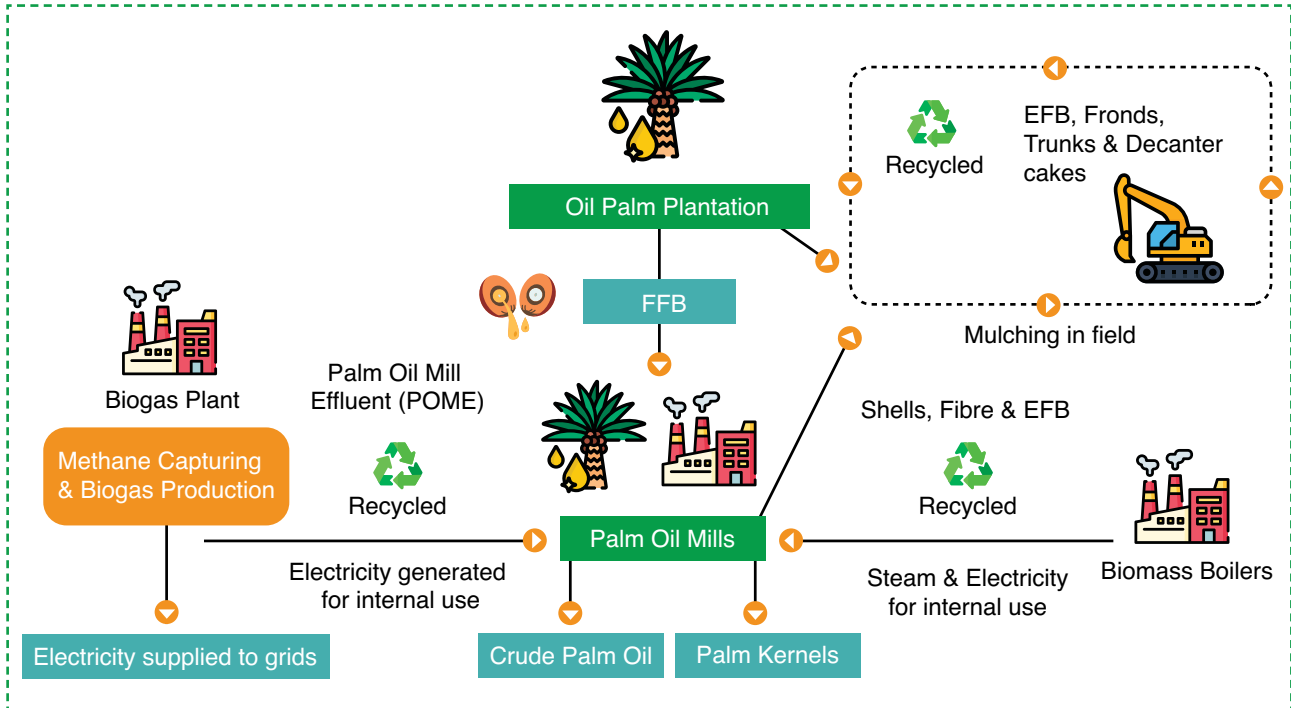 EFB, Fronds,
Trunks & Decanter
cakes
Recycled
Oil Palm Plantation
FFB
Mulching in field
Biogas Plant
Palm Oil Mill
Effluent (POME)
Shells, Fibre & EFB
Methane Capturing
& Biogas Production
Recycled
Recycled
Palm Oil Mills
Electricity generated
for internal use
Steam & Electricity
for internal use
Biomass Boilers
Electricity supplied to grids
Crude Palm Oil
Palm Kernels